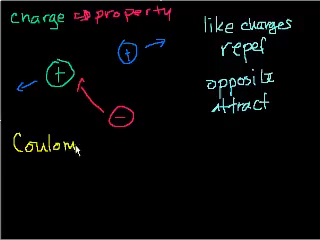 charge => property
like charges
repel
opposite
attract
+
+
-
Coulom